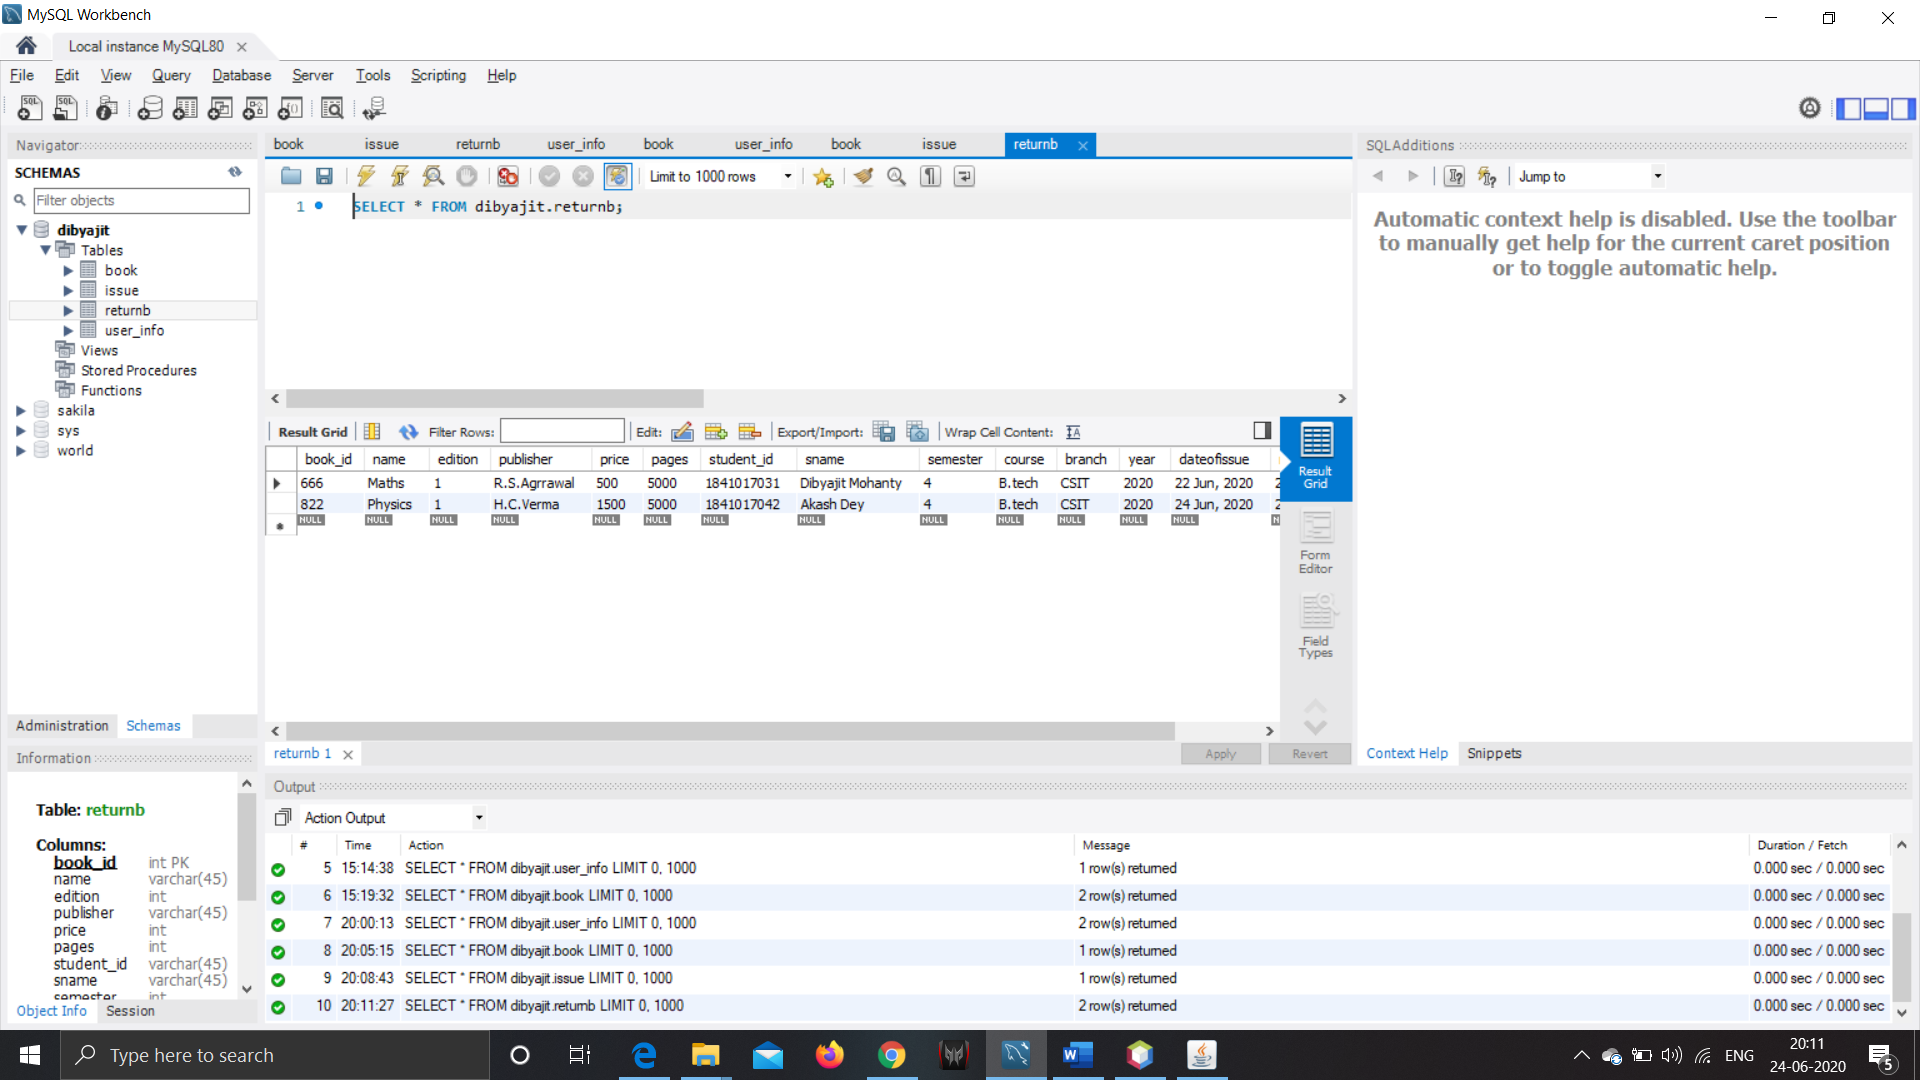 MySQL Workbench
Local instance MySQL80
File Edit View Query Database Server Tools Scripting Help
Navigator
SCHEMAS
Filter objects
dibyajit
Tables
book
issue
returnb
user_info
Views
Stored Procedures
Functions
sakila
sys
world
Administration Schemas
Information
Table: returnb
Columns:
book_id int PK
name varchar(45)
edition int
publisher varchar(45)
price int
pages int
student_id varchar(45)
sname varchar(45)
semester int
Object Info Session
book issue returnb user_info book user_info book issue returnb
Limit to 1000 rows
1 SELECT * FROM dibyajit.returnb;
Result Grid Filter Rows: Edit: Export/Import: Wrap Cell Content:
book_id name edition publisher price pages student_id sname semester course branch year dateofissue
666 Maths 1 R.S.Agrrawal 500 5000 1841017031 Dibyajit Mohanty 4 B.tech CSIT 2020 22 Jun, 2020 2
822 Physics 1 H.C.Verma 1500 5000 1841017042 Akash Dey 4 B.tech CSIT 2020 24 Jun, 2020 2
NULL NULL NULL NULL NULL NULL NULL NULL NULL NULL NULL NULL NULL N
Result Grid
Form Editor
Field Types
returnb 1
Apply Revert
SQLAdditions
Jump to
Automatic context help is disabled. Use the toolbar
to manually get help for the current caret position
or to toggle automatic help.
Context Help Snippets
Output
Action Output
# Time Action Message Duration / Fetch
5 15:14:38 SELECT * FROM dibyajit.user_info LIMIT 0, 1000 1 row(s) returned 0.000 sec / 0.000 sec
6 15:19:32 SELECT * FROM dibyajit.book LIMIT 0, 1000 2 row(s) returned 0.000 sec / 0.000 sec
7 20:00:13 SELECT * FROM dibyajit.user_info LIMIT 0, 1000 2 row(s) returned 0.000 sec / 0.000 sec
8 20:05:15 SELECT * FROM dibyajit.book LIMIT 0, 1000 1 row(s) returned 0.000 sec / 0.000 sec
9 20:08:43 SELECT * FROM dibyajit.issue LIMIT 0, 1000 1 row(s) returned 0.000 sec / 0.000 sec
10 20:11:27 SELECT * FROM dibyajit.returnb LIMIT 0, 1000 2 row(s) returned 0.000 sec / 0.000 sec
Type here to search
ENG
20:11
24-06-2020
5